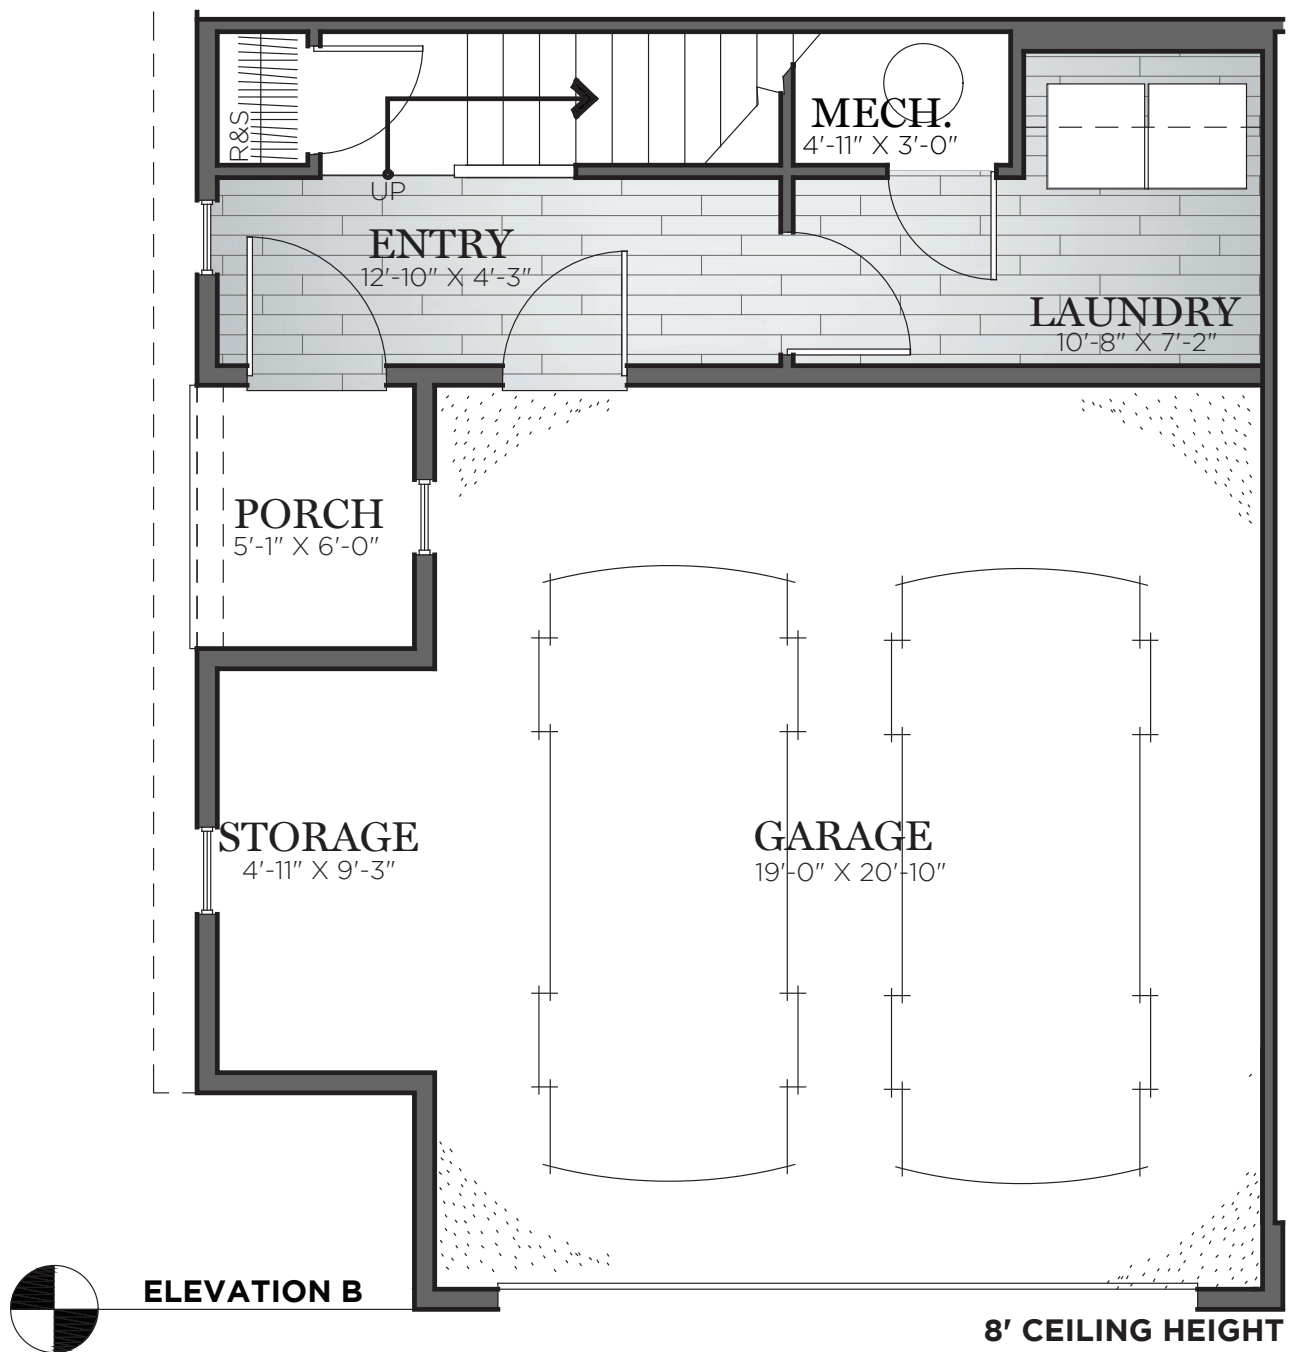 R&S
MECH.
4'-11" X 3'-0"
UP
ENTRY
12'-10" X 4'-3"
LAUNDRY
10'-8" X 7'-2"
PORCH
5'-1" X 6'-0"
STORAGE
4'-11" X 9'-3"
GARAGE
19'-0" X 20'-10"
ELEVATION B
8' CEILING HEIGHT